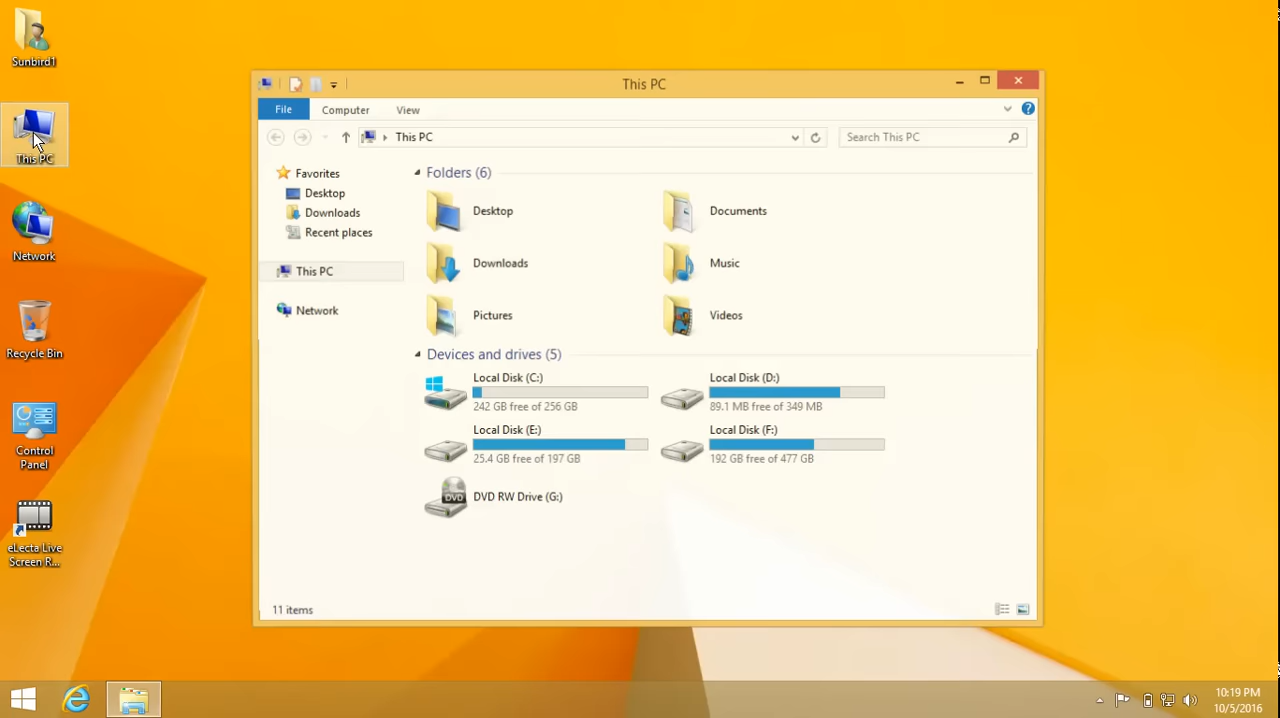 Sunbird1
This PC
Network
Recycle Bin
Control
Panel
eLecta Live
Screen R...
This PC
File
Computer
View
This PC
Search This PC
Favorites
Desktop
Downloads
Recent places
This PC
Network
Folders (6)
Desktop
Documents
Downloads
Music
Pictures
Videos
Devices and drives (5)
Local Disk (C:)
242 GB free of 256 GB
Local Disk (D:)
89.1 MB free of 349 MB
Local Disk (E:)
25.4 GB free of 197 GB
Local Disk (F:)
192 GB free of 477 GB
DVD
DVD RW Drive (G:)
11 items
10:19 PM
10/5/2016